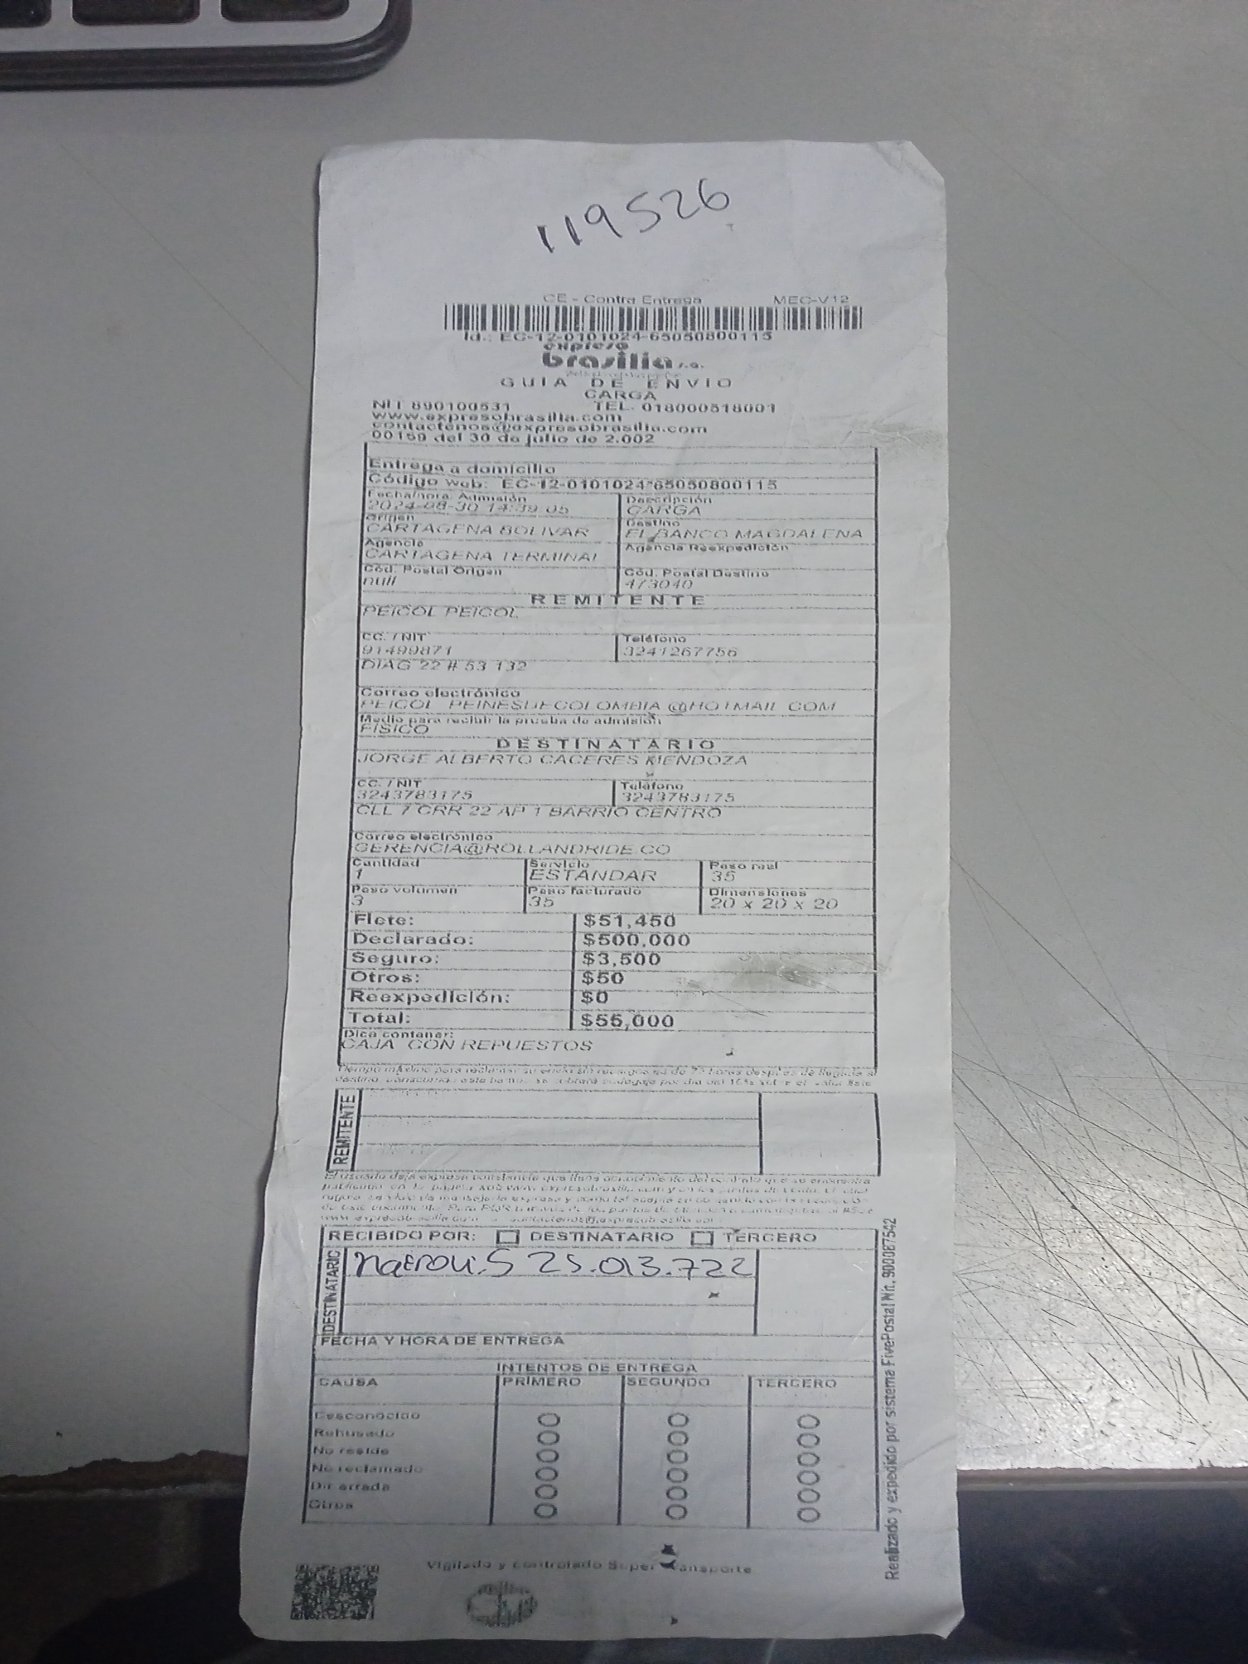 119526
CE - Contra Entrega MEC-V12
Id.: EC-12-0101024-65050800115
expreso
brasilia s.a.
GUIA DE ENVIO
CARGA
NIT 890100531 TEL. 018000518001
www.expresobrasilia.com
contactenos@expresobrasilia.com
00159 del 30 de julio de 2.002
Entrega a domicilio
Código web: EC-12-0101024-65050800115
Fecha/hora Admisión Descripción
2024-08-30 14:39:05 CARGA
Origen Destino
CARTAGENA BOLIVAR EL BANCO MAGDALENA
Agencia Agencia Reexpedición
CARTAGENA TERMINAL
Cód. Postal Origen Cód. Postal Destino
null 473040
REMITENTE
PEICOL PEICOL
CC. / NIT Teléfono
91499871 3241267756
DIAG 22 # 53 132
Correo electrónico
PEICOL_PEINESDECOLOMBIA @HOTMAIL.COM
Medio para recibir la prueba de admisión
FISICO
DESTINATARIO
JORGE ALBERTO CACERES MENDOZA
CC. / NIT Teléfono
3243783175 3243783175
CLL 7 CRR 22 AP 1 BARRIO CENTRO
Correo electrónico
GERENCIA@ROLLANDRIDE.CO
Cantidad Servicio Peso real
1 ESTANDAR 35
Peso volumen Peso facturado Dimensiones
3 35 20 x 20 x 20
Flete: $51,450
Declarado: $500,000
Seguro: $3,500
Otros: $50
Reexpedición: $0
Total: $55,000
Dice contener:
CAJA CON REPUESTOS
REMITENTE
RECIBIDO POR: DESTINATARIO TERCERO
DESTINATARIO
25.013.722
FECHA Y HORA DE ENTREGA
INTENTOS DE ENTREGA
CAUSA PRIMERO SEGUNDO TERCERO
Desconocido
Rehusado
No reside
No reclamado
Dir errada
Otros
Vigilado y controlado Super Transporte
Realizado y expedido por sistema FivePostal Nit. 900087542